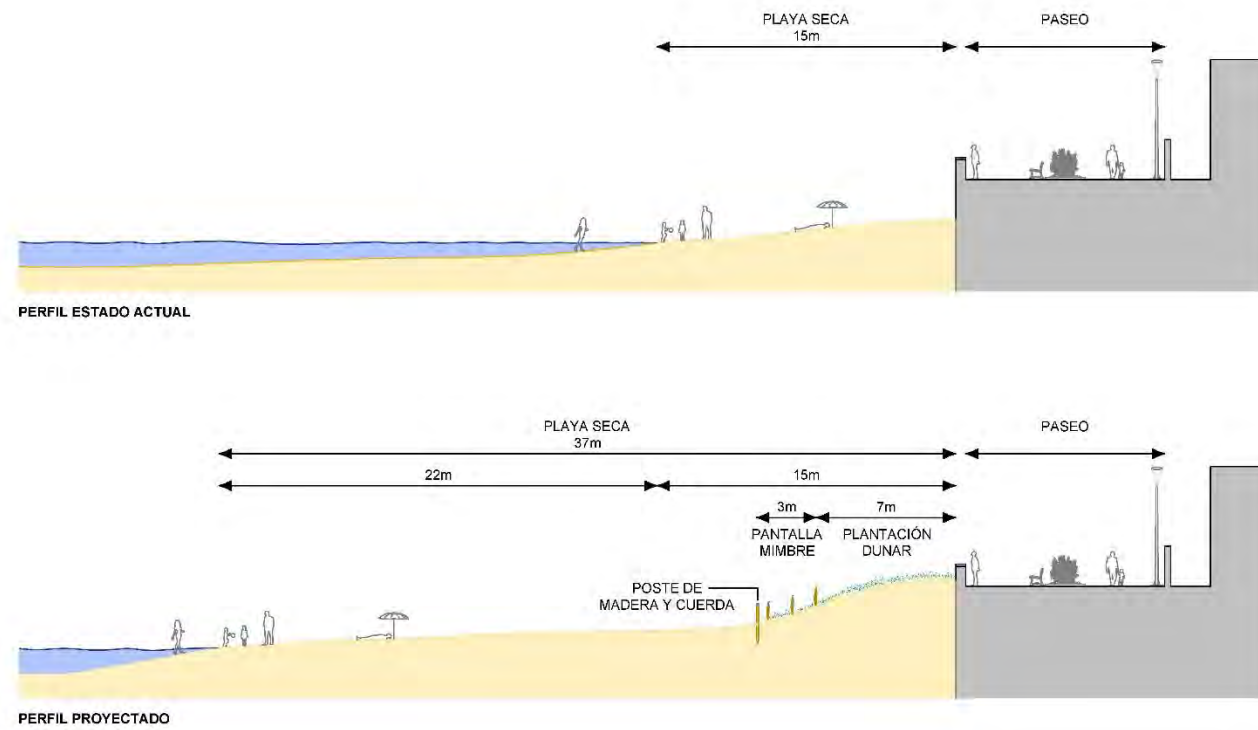 PLAYA SECA
15m
PASEO
PERFIL ESTADO ACTUAL
PLAYA SECA
37m
PASEO
22m
15m
3m
7m
PANTALLA
MIMBRE
PLANTACIÓN
DUNAR
POSTE DE
MADERA Y CUERDA
PERFIL PROYECTADO